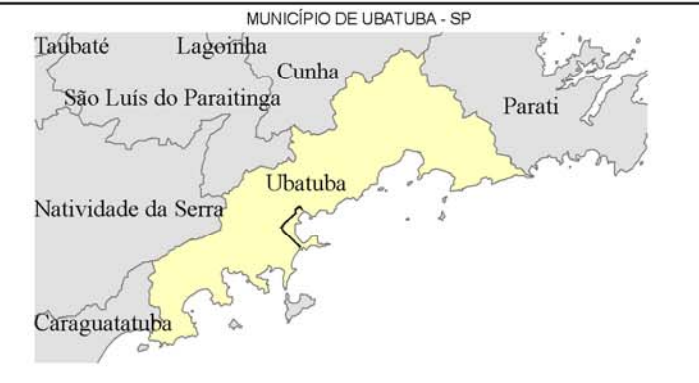 MUNICÍPIO DE UBATUBA - SP
Taubaté
Lagoinha
Cunha
São Luís do Paraitinga
Parati
Ubatuba
Natividade da Serra
Caraguatatuba